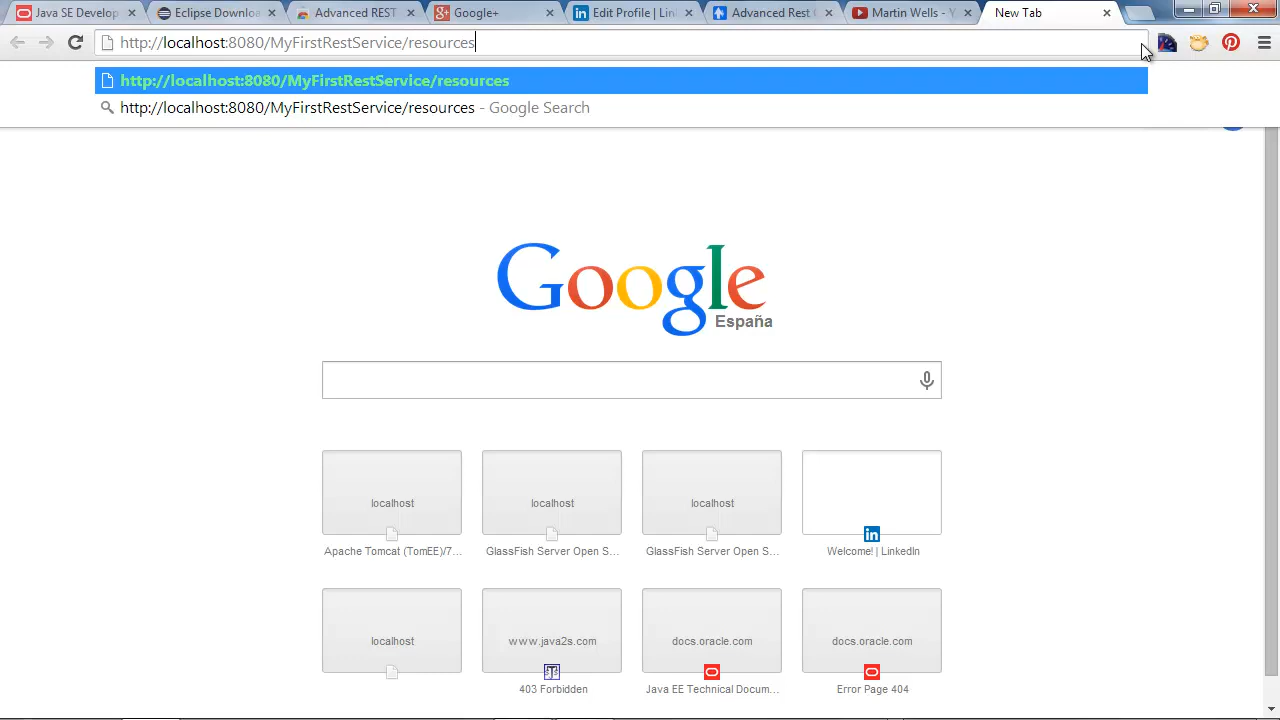 Java SE Develop
Eclipse Downloa
Advanced REST
Google+
Edit Profile | Link
Advanced Rest C
Martin Wells - Y
New Tab
http://localhost:8080/MyFirstRestService/resources
http://localhost:8080/MyFirstRestService/resources
http://localhost:8080/MyFirstRestService/resources - Google Search
Google
España
localhost
localhost
localhost
Apache Tomcat (TomEE)/7...
GlassFish Server Open S...
GlassFish Server Open S...
in
Welcome! | LinkedIn
localhost
www.java2s.com
docs.oracle.com
docs.oracle.com
403 Forbidden
Java EE Technical Docum...
Error Page 404